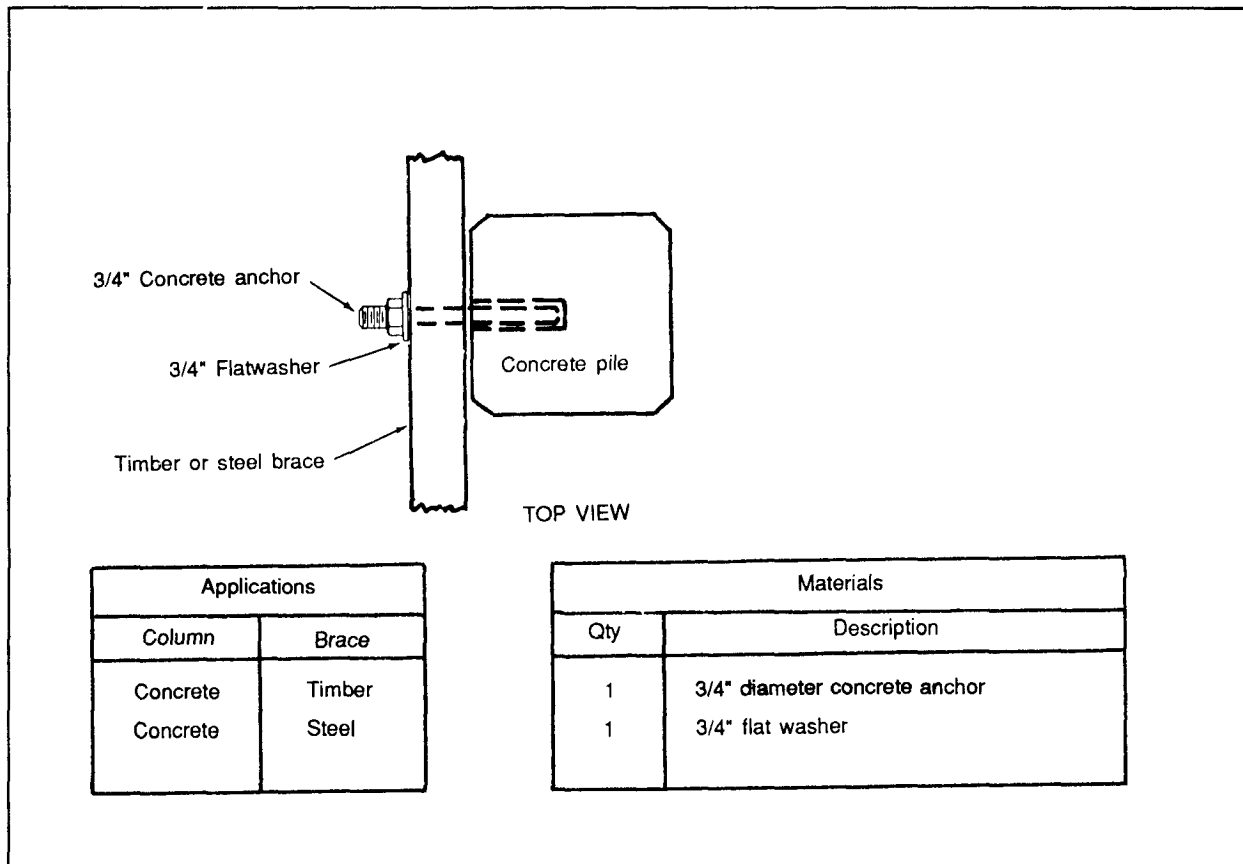 3/4" Concrete anchor
3/4" Flatwasher
Concrete pile
Timber or steel brace
TOP VIEW
Applications
Column Brace
Concrete Timber
Concrete Steel
Materials
Qty Description
1 3/4" diameter concrete anchor
1 3/4" flat washer